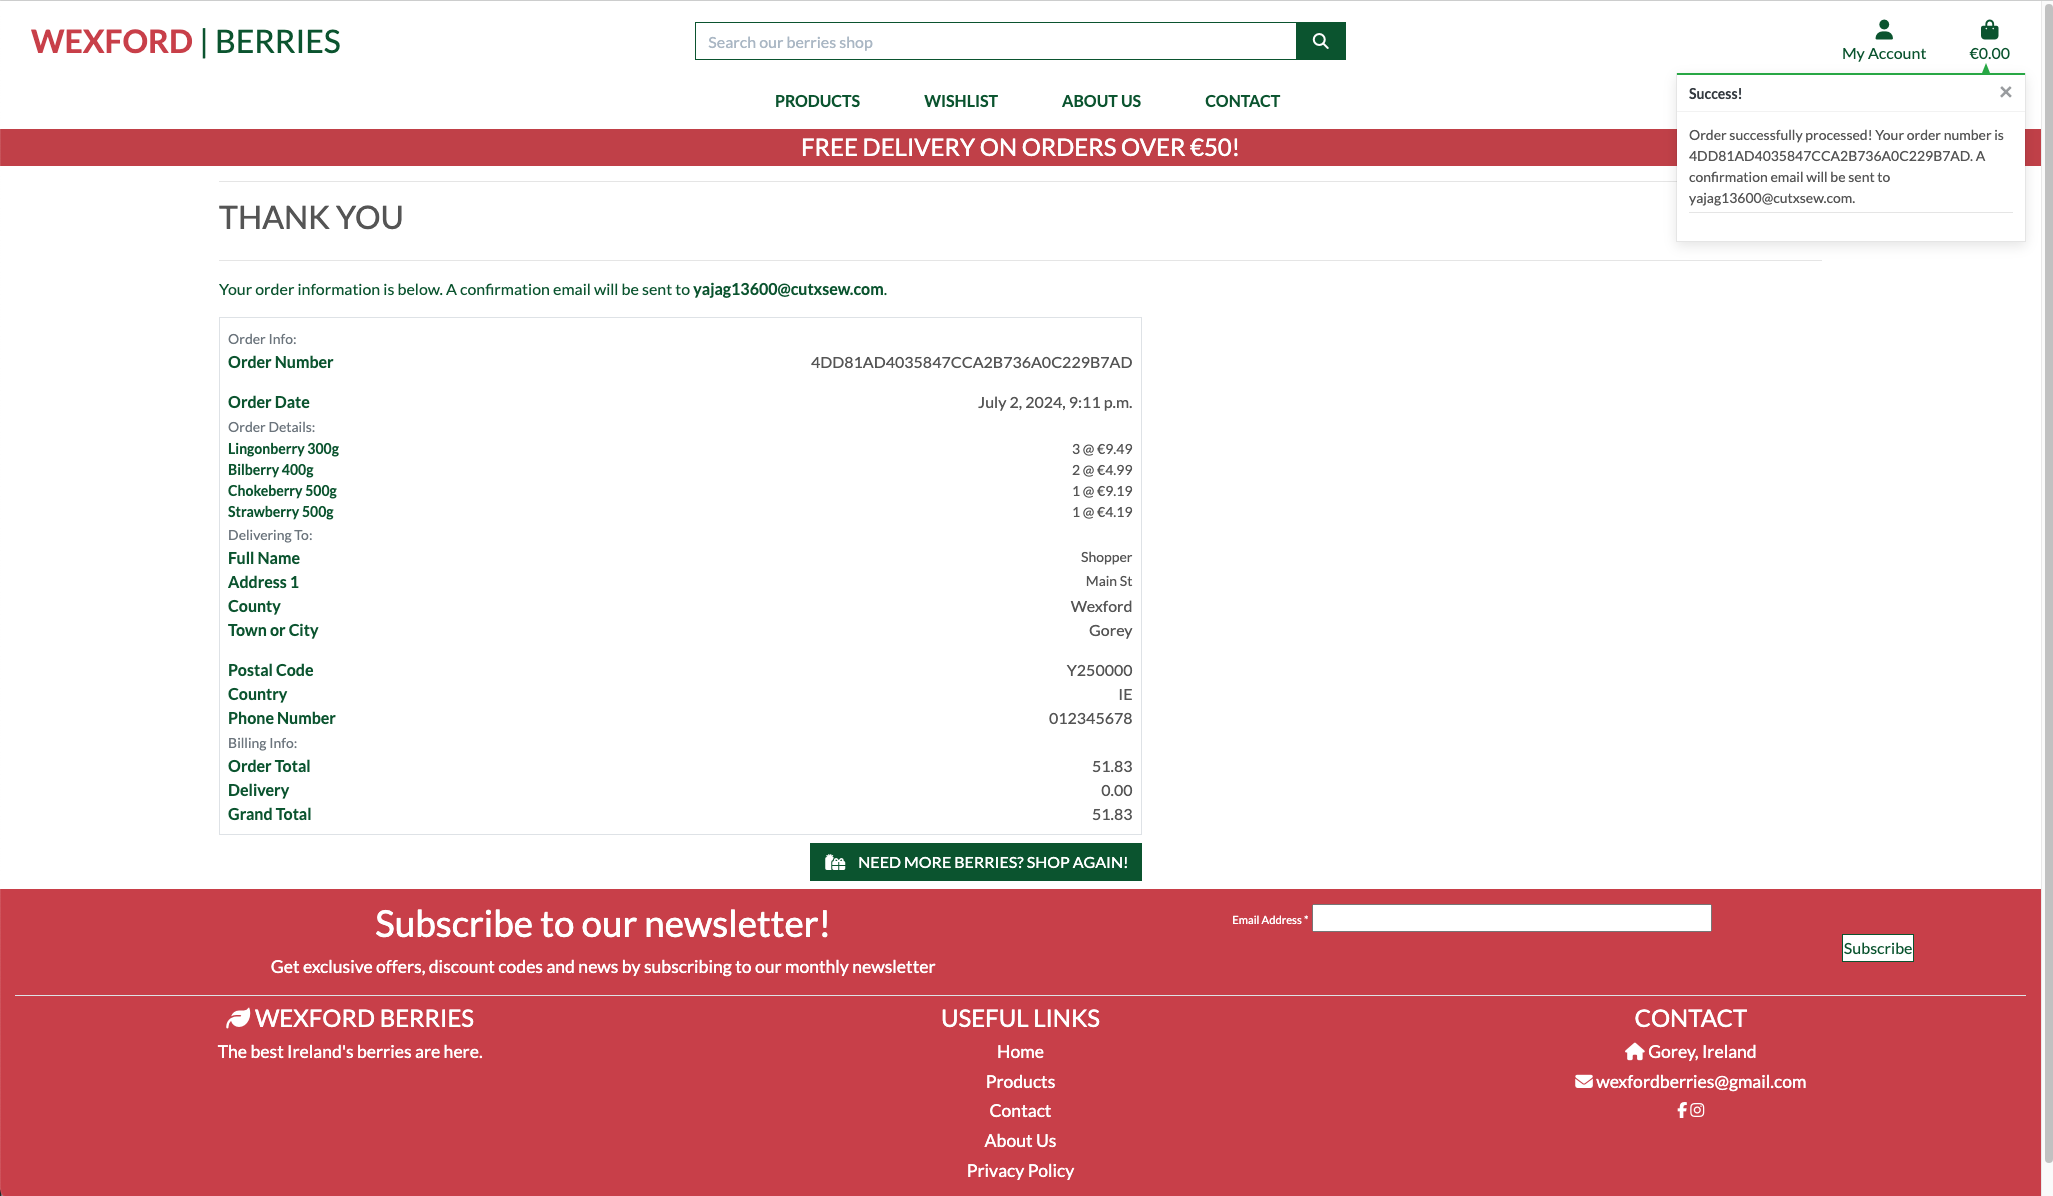 WEXFORD | BERRIES
Search our berries shop
My Account
€0.00
PRODUCTS WISHLIST ABOUT US CONTACT
Success!
×
Order successfully processed! Your order number is
4DD81AD4035847CCA2B736A0C229B7AD. A
confirmation email will be sent to
yajag13600@cutxsew.com.
FREE DELIVERY ON ORDERS OVER €50!
THANK YOU
Your order information is below. A confirmation email will be sent to yajag13600@cutxsew.com.
Order Info:
Order Number 4DD81AD4035847CCA2B736A0C229B7AD
Order Date July 2, 2024, 9:11 p.m.
Order Details:
Lingonberry 300g 3 @ €9.49
Bilberry 400g 2 @ €4.99
Chokeberry 500g 1 @ €9.19
Strawberry 500g 1 @ €4.19
Delivering To:
Full Name Shopper
Address 1 Main St
County Wexford
Town or City Gorey
Postal Code Y250000
Country IE
Phone Number 012345678
Billing Info:
Order Total 51.83
Delivery 0.00
Grand Total 51.83
NEED MORE BERRIES? SHOP AGAIN!
Subscribe to our newsletter!
Get exclusive offers, discount codes and news by subscribing to our monthly newsletter
Email Address *
Subscribe
WEXFORD BERRIES
The best Ireland's berries are here.
USEFUL LINKS
Home
Products
Contact
About Us
Privacy Policy
CONTACT
Gorey, Ireland
wexfordberries@gmail.com